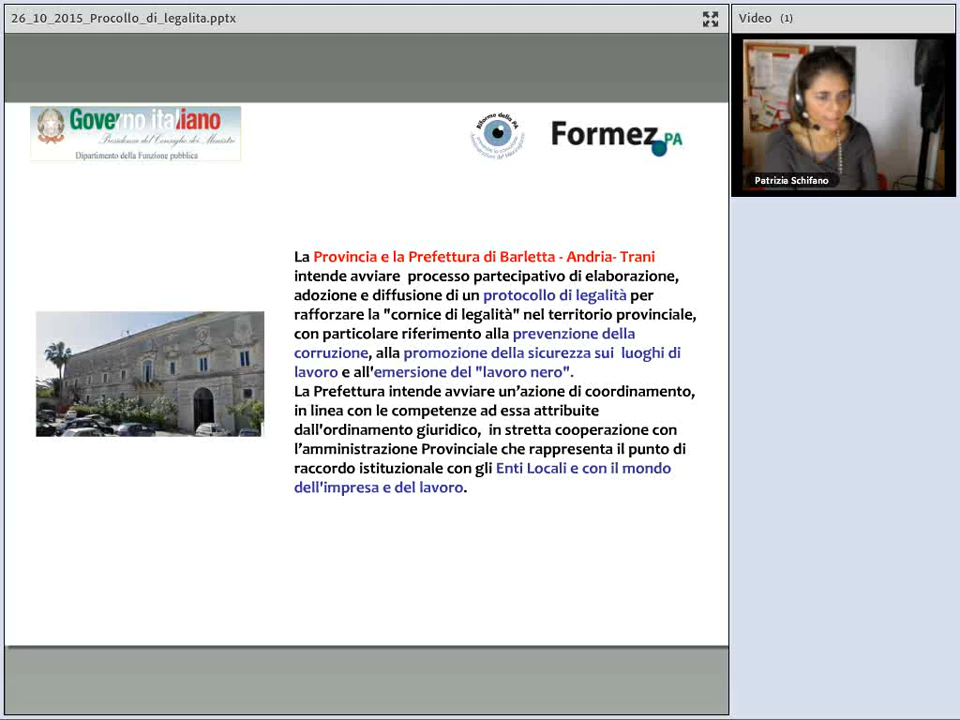 26_10_2015_Procollo_di_legalita.pptx
Video (1)
Governo italiano
Presidenza del Consiglio dei Ministri
Dipartimento della Funzione pubblica
Riforma della PA
Formez PA
Patrizia Schifano
La Provincia e la Prefettura di Barletta - Andria- Trani
intende avviare processo partecipativo di elaborazione,
adozione e diffusione di un protocollo di legalità per
rafforzare la "cornice di legalità" nel territorio provinciale,
con particolare riferimento alla prevenzione della
corruzione, alla promozione della sicurezza sui luoghi di
lavoro e all'emersione del "lavoro nero".
La Prefettura intende avviare un’azione di coordinamento,
in linea con le competenze ad essa attribuite
dall'ordinamento giuridico, in stretta cooperazione con
l’amministrazione Provinciale che rappresenta il punto di
raccordo istituzionale con gli Enti Locali e con il mondo
dell'impresa e del lavoro.